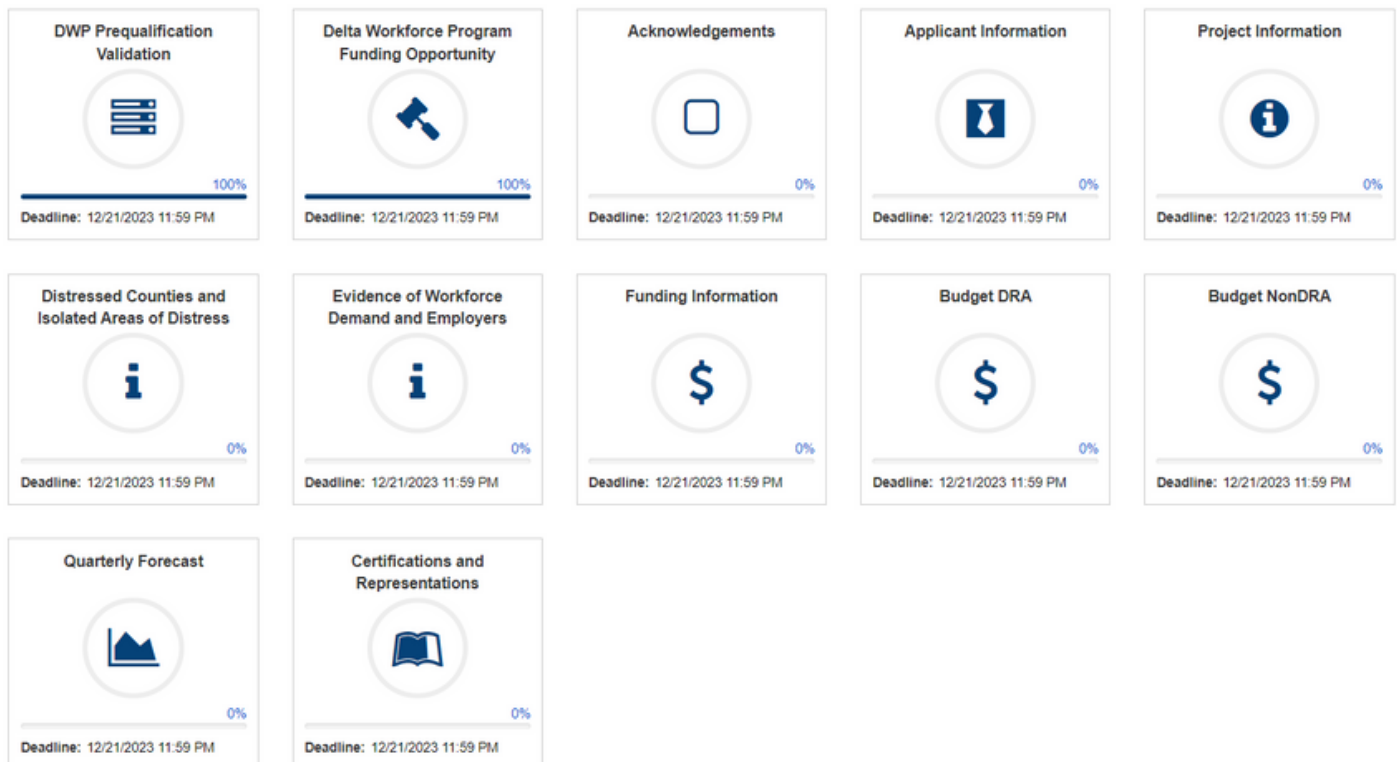 DWP Prequalification
Validation
100%
Deadline: 12/21/2023 11:59 PM
Delta Workforce Program
Funding Opportunity
100%
Deadline: 12/21/2023 11:59 PM
Acknowledgements
0%
Deadline: 12/21/2023 11:59 PM
Applicant Information
0%
Deadline: 12/21/2023 11:59 PM
Project Information
0%
Deadline: 12/21/2023 11:59 PM
Distressed Counties and
Isolated Areas of Distress
0%
Deadline: 12/21/2023 11:59 PM
Evidence of Workforce
Demand and Employers
0%
Deadline: 12/21/2023 11:59 PM
Funding Information
0%
Deadline: 12/21/2023 11:59 PM
Budget DRA
0%
Deadline: 12/21/2023 11:59 PM
Budget NonDRA
0%
Deadline: 12/21/2023 11:59 PM
Quarterly Forecast
0%
Deadline: 12/21/2023 11:59 PM
Certifications and
Representations
0%
Deadline: 12/21/2023 11:59 PM